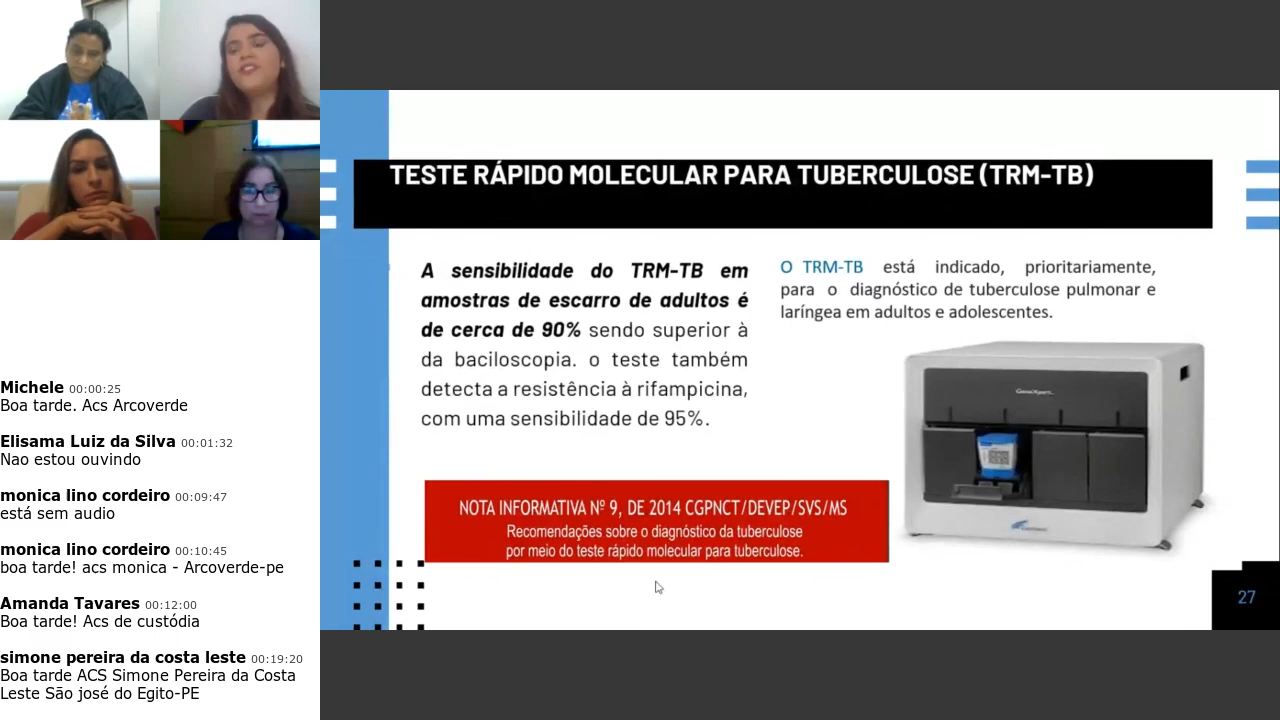 Michele 00:00:25
Boa tarde. Acs Arcoverde
Elisama Luiz da Silva 00:01:32
Nao estou ouvindo
monica lino cordeiro 00:09:47
está sem audio
monica lino cordeiro 00:10:45
boa tarde! acs monica - Arcoverde-pe
Amanda Tavares 00:12:00
Boa tarde! Acs de custódia
simone pereira da costa leste 00:19:20
Boa tarde ACS Simone Pereira da Costa
Leste São josé do Egito-PE
TESTE RÁPIDO MOLECULAR PARA TUBERCULOSE (TRM-TB)
A sensibilidade do TRM-TB em
amostras de escarro de adultos é
de cerca de 90% sendo superior à
da baciloscopia. o teste também
detecta a resistência à rifampicina,
com uma sensibilidade de 95%.
O TRM-TB está indicado, prioritariamente,
para o diagnóstico de tuberculose pulmonar e
laríngea em adultos e adolescentes.
GeneXpert
NOTA INFORMATIVA Nº 9, DE 2014 CGPNCT/DEVEP/SVS/MS
Recomendações sobre o diagnóstico da tuberculose
por meio do teste rápido molecular para tuberculose.
27